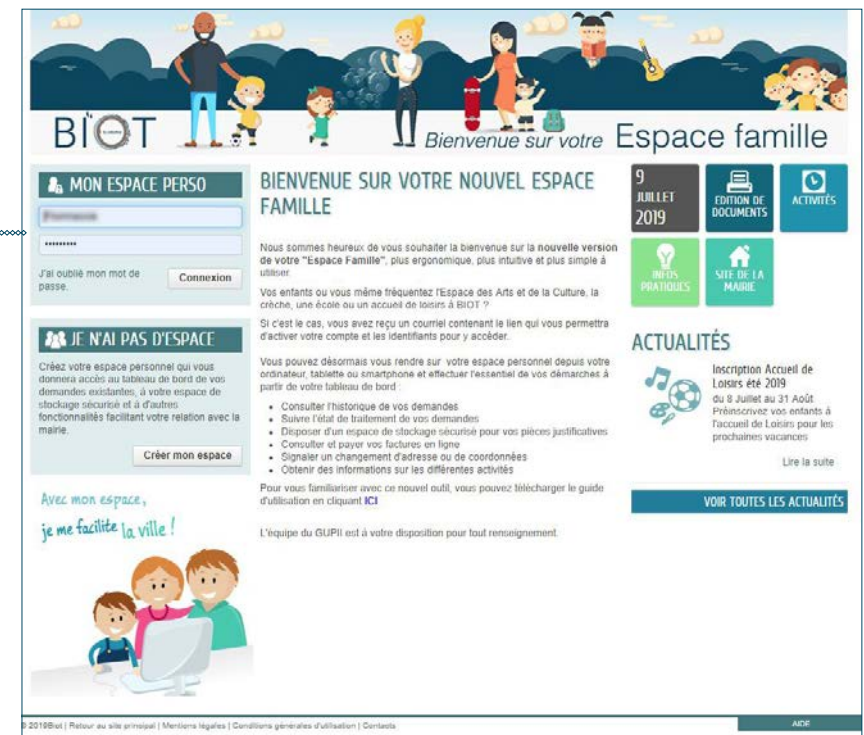 BIOT
Bienvenue sur votre Espace famille
MON ESPACE PERSO
J'ai oublié mon mot de
passe.
Connexion
JE N'AI PAS D'ESPACE
Créez votre espace personnel qui vous
donnera accès au tableau de bord de vos
demandes existantes, à votre espace de
stockage sécurisé et à d'autres
fonctionnalités facilitant votre relation avec la
mairie.
Créer mon espace
Avec mon espace,
je me facilite la ville !
BIENVENUE SUR VOTRE NOUVEL ESPACE
FAMILLE
Nous sommes heureux de vous souhaiter la bienvenue sur la nouvelle version
de votre "Espace Famille", plus ergonomique, plus intuitive et plus simple à
utiliser.
Vos enfants ou vous même fréquentez l'Espace des Arts et de la Culture, la
crèche, une école ou un accueil de loisirs à BIOT ?
Si c'est le cas, vous avez reçu un courriel contenant le lien qui vous permettra
d'activer votre compte et les identifiants pour y accéder.
Vous pouvez désormais vous rendre sur votre espace personnel depuis votre
ordinateur, tablette ou smartphone et effectuer l'essentiel de vos démarches à
partir de votre tableau de bord :
• Consulter l'historique de vos demandes
• Suivre l'état de traitement de vos demandes
• Disposer d'un espace de stockage sécurisé pour vos pièces justificatives
• Consulter et payer vos factures en ligne
• Signaler un changement d'adresse ou de coordonnées
• Obtenir des informations sur les différentes activités
Pour vous familiariser avec ce nouvel outil, vous pouvez télécharger le guide
d'utilisation en cliquant ICI
L'équipe du GUPII est à votre disposition pour tout renseignement.
9
JUILLET
2019
EDITION DE
DOCUMENTS
ACTIVITÉS
INFOS
PRATIQUES
SITE DE LA
MAIRIE
ACTUALITÉS
Inscription Accueil de
Loisirs été 2019
du 8 Juillet au 31 Août
Préinscrivez vos enfants à
l'accueil de Loisirs pour les
prochaines vacances
Lire la suite
VOIR TOUTES LES ACTUALITÉS
© 2019Biot | Retour au site principal | Mentions légales | Conditions générales d'utilisation | Contacts
AIDE